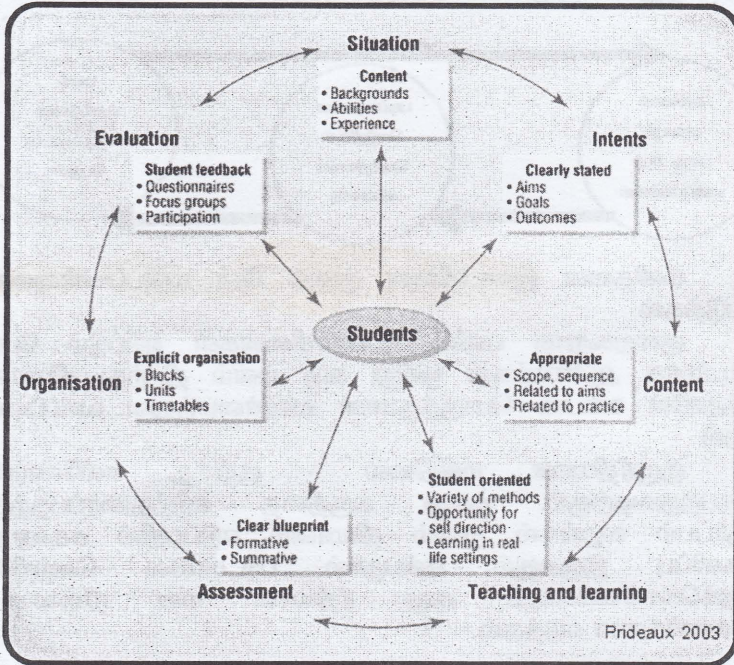 Situation
Content
• Backgrounds
• Abilities
• Experience
Evaluation
Student feedback
• Questionnaires
• Focus groups
• Participation
Intents
Clearly stated
• Aims
• Goals
• Outcomes
Students
Organisation
Explicit organisation
• Blocks
• Units
• Timetables
Appropriate
• Scope, sequence
• Related to aims
• Related to practice
Content
Clear blueprint
• Formative
• Summative
Assessment
Student oriented
• Variety of methods
• Opportunity for
self direction
• Learning in real
life settings
Teaching and learning
Prideaux 2003